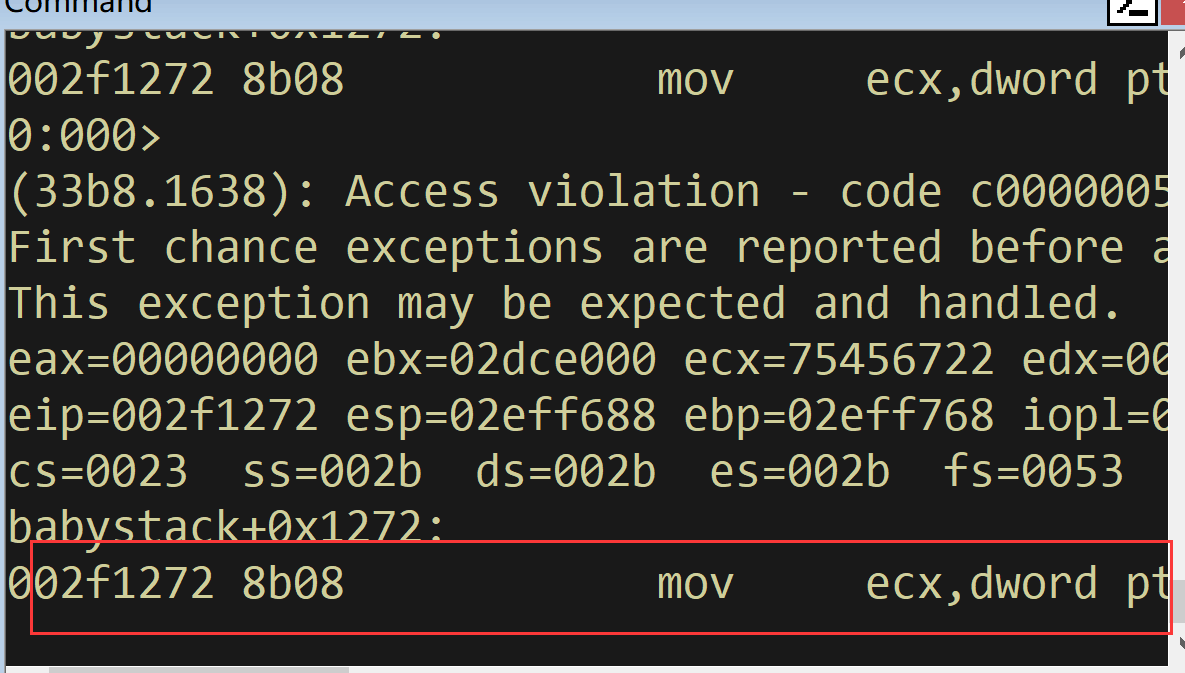 Command
babystack+0x1272:
002f1272 8b08 mov ecx,dword pt
0:000>
(33b8.1638): Access violation - code c0000005
First chance exceptions are reported before a
This exception may be expected and handled.
eax=00000000 ebx=02dce000 ecx=75456722 edx=00
eip=002f1272 esp=02eff688 ebp=02eff768 iopl=0
cs=0023 ss=002b ds=002b es=002b fs=0053
babystack+0x1272:
002f1272 8b08 mov ecx,dword pt